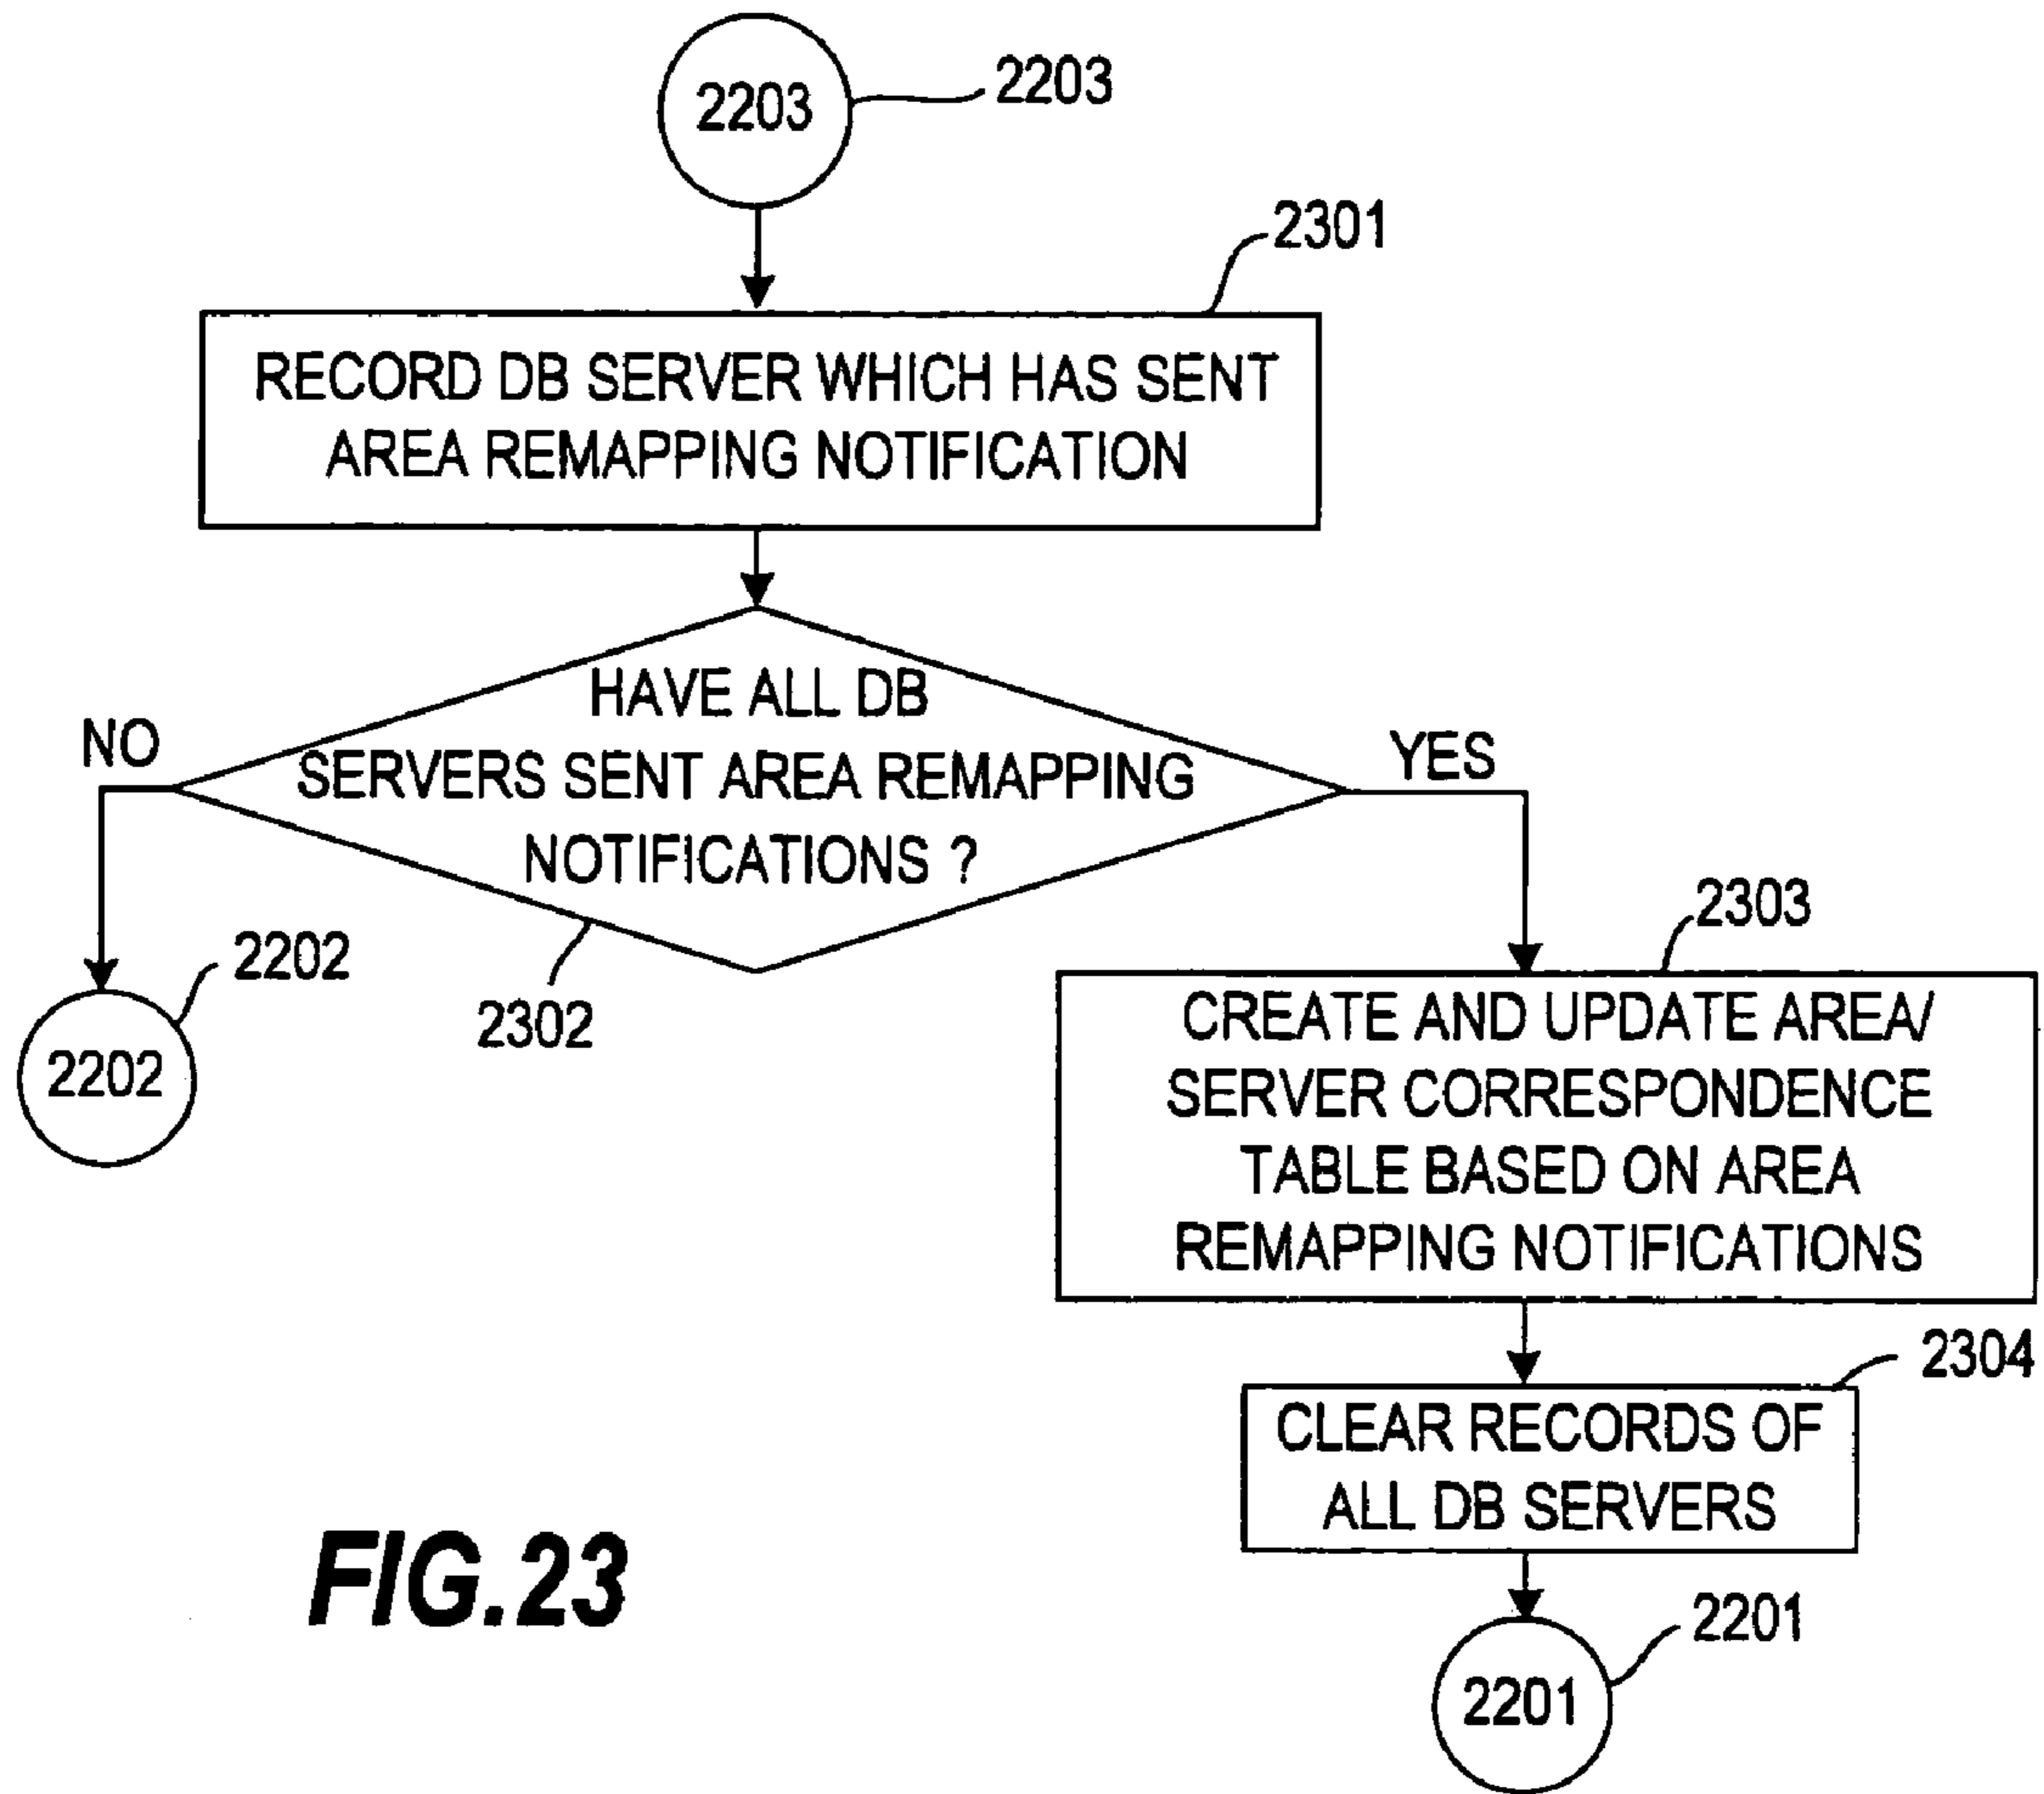 2203
2203
2301
RECORD DB SERVER WHICH HAS SENT
AREA REMAPPING NOTIFICATION
HAVE ALL DB
SERVERS SENT AREA REMAPPING
NOTIFICATIONS ?
NO
YES
2302
2202
2202
2303
CREATE AND UPDATE AREA/
SERVER CORRESPONDENCE
TABLE BASED ON AREA
REMAPPING NOTIFICATIONS
2304
CLEAR RECORDS OF
ALL DB SERVERS
2201
2201
FIG.23